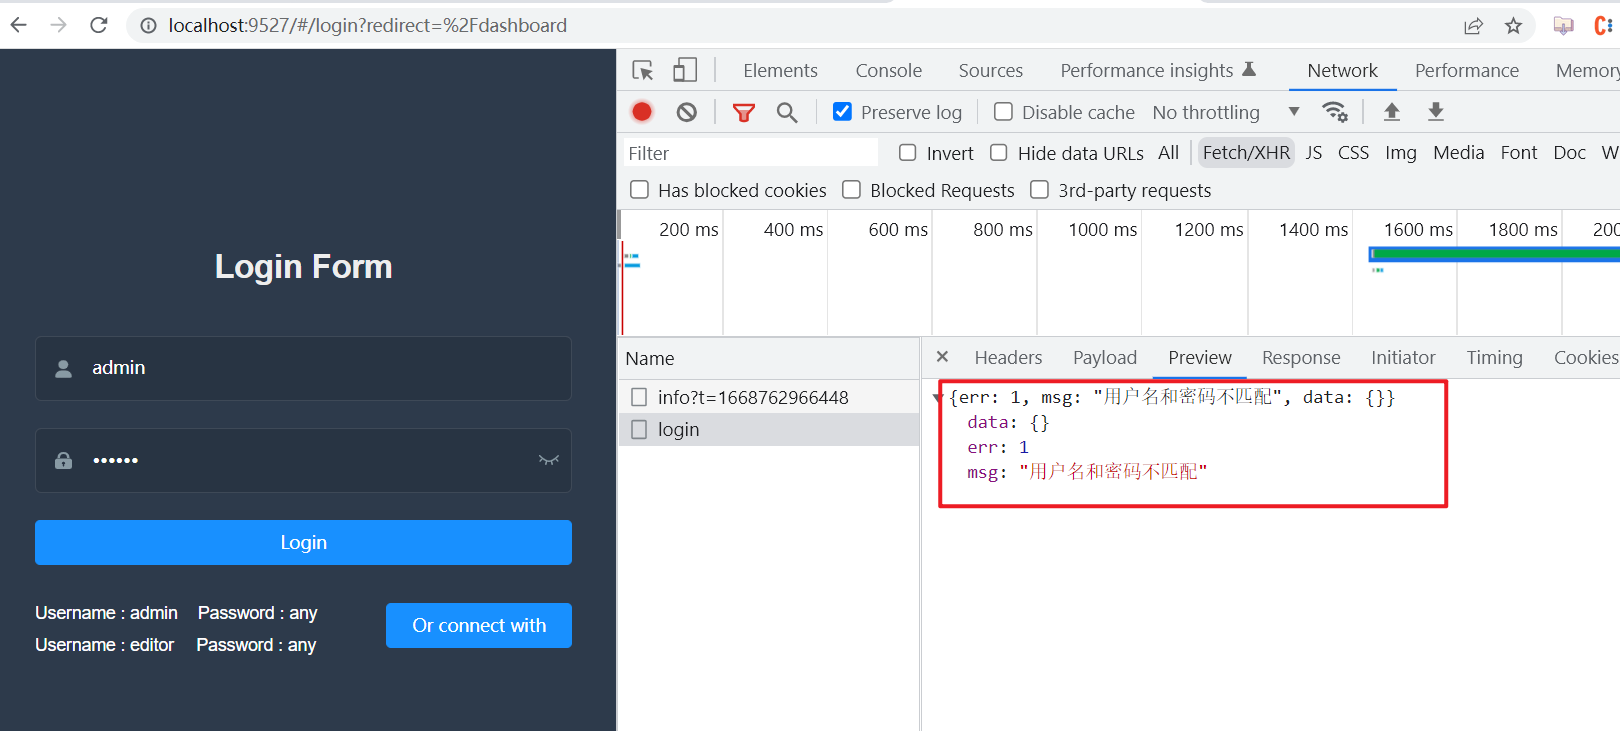 localhost:9527/#/login?redirect=%2Fdashboard
Login Form
admin
••••••
Login
Username : admin Password : any
Username : editor Password : any
Or connect with
Elements Console Sources Performance insights Network Performance Memory
Preserve log Disable cache No throttling
Filter Invert Hide data URLs All Fetch/XHR JS CSS Img Media Font Doc W
Has blocked cookies Blocked Requests 3rd-party requests
200 ms 400 ms 600 ms 800 ms 1000 ms 1200 ms 1400 ms 1600 ms 1800 ms 200
Name
info?t=1668762966448
login
Headers Payload Preview Response Initiator Timing Cookies
{err: 1, msg: "用户名和密码不匹配", data: {}}
data: {}
err: 1
msg: "用户名和密码不匹配"